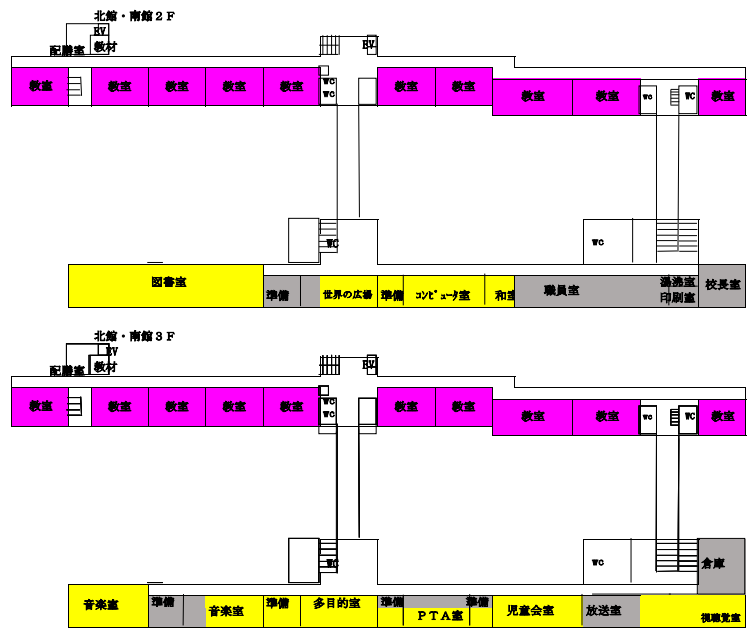 北館・南館２Ｆ
EV
配膳室 教材
EV
教室 教室 教室 教室 教室 WC 教室 教室 教室 教室 WC WC 教室
WC
WC
WC
図書室
準備 世界の広場 準備 ｺﾝﾋﾟｭｰﾀ室 和室 職員室 湯沸室 校長室
印刷室
北館・南館３Ｆ
EV
配膳室 教材
EV
教室 教室 教室 教室 教室 WC 教室 教室 教室 教室 WC WC 教室
WC
WC
WC
倉庫
音楽室 準備 音楽室 準備 多目的室 準備 ＰＴＡ室 準備 児童会室 放送室 視聴覚室